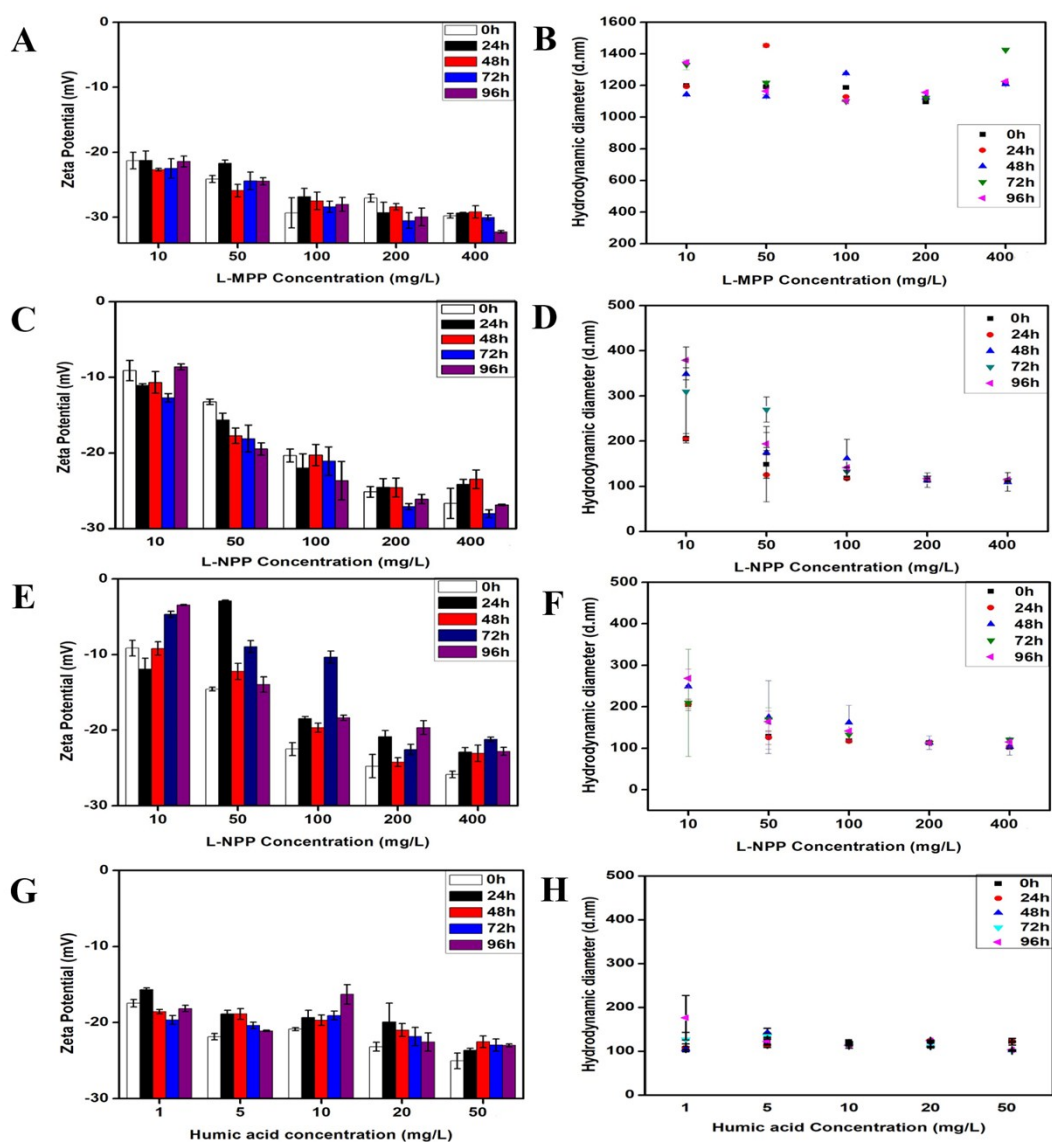 A
Zeta Potential (mV)
0
-10
-20
-30
0h
24h
48h
72h
96h
10 50 100 200 400
L-MPP Concentration (mg/L)
B
Hydrodynamic diameter (d.nm)
1600
1400
1200
1000
800
600
400
200
0h
24h
48h
72h
96h
10 50 100 200 400
L-MPP Concentration (mg/L)
C
Zeta Potential (mV)
0
-10
-20
-30
0h
24h
48h
72h
96h
10 50 100 200 400
L-NPP Concentration (mg/L)
D
Hydrodynamic diameter (d.nm)
500
400
300
200
100
0
0h
24h
48h
72h
96h
10 50 100 200 400
L-NPP Concentration (mg/L)
E
Zeta Potential (mV)
0
-10
-20
-30
0h
24h
48h
72h
96h
10 50 100 200 400
L-NPP Concentration (mg/L)
F
Hydrodynamic diameter (d.nm)
500
400
300
200
100
0
0h
24h
48h
72h
96h
10 50 100 200 400
L-NPP Concentration (mg/L)
G
Zeta Potential (mV)
0
-10
-20
-30
0h
24h
48h
72h
96h
1 5 10 20 50
Humic acid concentration (mg/L)
H
Hydrodynamic diameter (d.nm)
500
400
300
200
100
0
0h
24h
48h
72h
96h
1 5 10 20 50
Humic acid Concentration (mg/L)